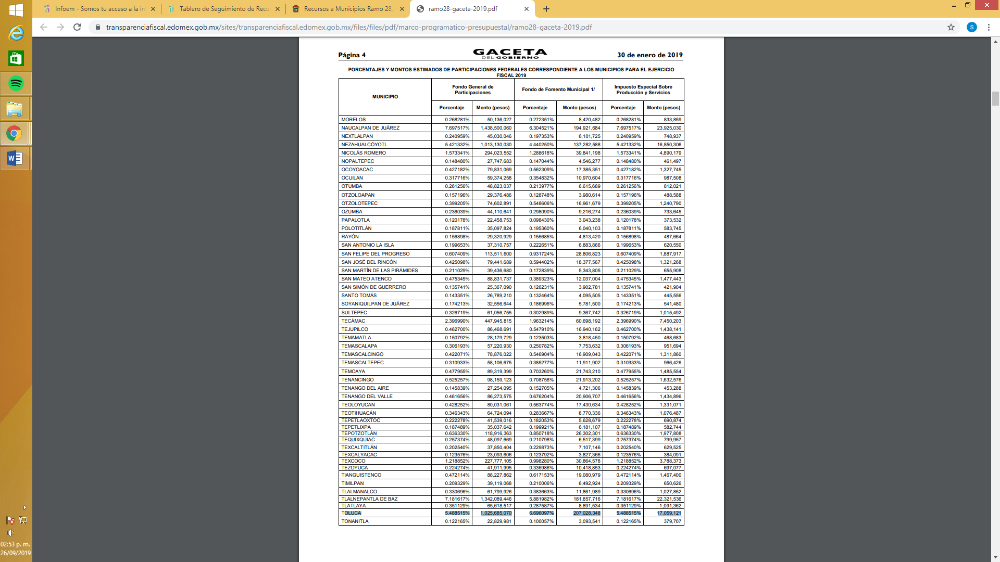 Infoem - Somos tu acceso a la in
Tablero de Seguimiento de Recu
Recursos a Municipios Ramo 28,
ramo28-gaceta-2019.pdf
transparenciafiscal.edomex.gob.mx/sites/transparenciafiscal.edomex.gob.mx/files/files/pdf/marco-programatico-presupuestal/ramo28-gaceta-2019.pdf
S
Página 4
GACETA
DEL GOBIERNO
30 de enero de 2019
PORCENTAJES Y MONTOS ESTIMADOS DE PARTICIPACIONES FEDERALES CORRESPONDIENTE A LOS MUNICIPIOS PARA EL EJERCICIO
FISCAL 2019
MUNICIPIO
Fondo General de
Participaciones
Fondo de Fomento Municipal 1/
Impuesto Especial Sobre
Producción y Servicios
Porcentaje Monto (pesos) Porcentaje Monto (pesos) Porcentaje Monto (pesos)
MORELOS 0.268281% 50,136,027 0.272351% 8,420,482 0.268281% 833,859
NAUCALPAN DE JUÁREZ 7.697517% 1,438,500,060 6.304521% 194,921,684 7.697517% 23,925,030
NEXTLALPAN 0.240959% 45,030,046 0.197353% 6,101,725 0.240959% 748,937
NEZAHUALCÓYOTL 5.421332% 1,013,130,030 4.440250% 137,282,588 5.421332% 16,850,306
NICOLÁS ROMERO 1.573341% 294,023,552 1.288618% 39,841,198 1.573341% 4,890,179
NOPALTEPEC 0.148480% 27,747,683 0.147044% 4,546,277 0.148480% 461,497
OCOYOACAC 0.427182% 79,831,069 0.562309% 17,385,351 0.427182% 1,327,745
OCUILAN 0.317716% 59,374,258 0.354832% 10,970,604 0.317716% 987,508
OTUMBA 0.261256% 48,823,037 0.213977% 6,615,689 0.261256% 812,021
OTZOLOAPAN 0.157196% 29,376,486 0.128748% 3,980,614 0.157196% 488,588
OTZOLOTEPEC 0.399205% 74,602,891 0.548606% 16,961,679 0.399205% 1,240,790
OZUMBA 0.236039% 44,110,641 0.298090% 9,216,274 0.236039% 733,645
PAPALOTLA 0.120178% 22,458,753 0.098430% 3,043,238 0.120178% 373,532
POLOTITLÁN 0.187811% 35,097,824 0.195360% 6,040,103 0.187811% 583,745
RAYÓN 0.156898% 29,320,929 0.155685% 4,813,420 0.156898% 487,664
SAN ANTONIO LA ISLA 0.199653% 37,310,757 0.222651% 6,883,866 0.199653% 620,550
SAN FELIPE DEL PROGRESO 0.607409% 113,511,600 0.931724% 28,806,823 0.607409% 1,887,917
SAN JOSÉ DEL RINCÓN 0.425098% 79,441,689 0.594402% 18,377,567 0.425098% 1,321,268
SAN MARTÍN DE LAS PIRÁMIDES 0.211029% 39,436,680 0.172839% 5,343,805 0.211029% 655,908
SAN MATEO ATENCO 0.475345% 88,831,737 0.389323% 12,037,004 0.475345% 1,477,443
SAN SIMÓN DE GUERRERO 0.135741% 25,367,090 0.126231% 3,902,781 0.135741% 421,904
SANTO TOMÁS 0.143351% 26,789,210 0.132464% 4,095,505 0.143351% 445,556
SOYANIQUILPAN DE JUÁREZ 0.174213% 32,556,644 0.186996% 5,781,500 0.174213% 541,480
SULTEPEC 0.326719% 61,056,755 0.302989% 9,367,742 0.326719% 1,015,492
TECÁMAC 2.396990% 447,945,815 1.963214% 60,698,192 2.396990% 7,450,203
TEJUPILCO 0.462700% 86,468,691 0.547910% 16,940,162 0.462700% 1,438,141
TEMAMATLA 0.150792% 28,179,729 0.123503% 3,818,450 0.150792% 468,683
TEMASCALAPA 0.306193% 57,220,930 0.250782% 7,753,632 0.306193% 951,694
TEMASCALCINGO 0.422071% 78,876,022 0.546904% 16,909,043 0.422071% 1,311,860
TEMASCALTEPEC 0.310933% 58,106,675 0.385277% 11,911,902 0.310933% 966,426
TEMOAYA 0.477955% 89,319,399 0.703260% 21,743,210 0.477955% 1,485,554
TENANCINGO 0.525257% 98,159,123 0.708758% 21,913,202 0.525257% 1,632,576
TENANGO DEL AIRE 0.145839% 27,254,095 0.152705% 4,721,306 0.145839% 453,288
TENANGO DEL VALLE 0.461656% 86,273,575 0.676204% 20,906,707 0.461656% 1,434,896
TEOLOYUCAN 0.428252% 80,031,061 0.563774% 17,430,634 0.428252% 1,331,071
TEOTIHUACÁN 0.346343% 64,724,094 0.283667% 8,770,336 0.346343% 1,076,487
TEPETLAOXTOC 0.222278% 41,539,016 0.182053% 5,628,679 0.222278% 690,874
TEPETLIXPA 0.187489% 35,037,642 0.199921% 6,181,107 0.187489% 582,744
TEPOTZOTLÁN 0.636330% 118,916,363 0.850718% 26,302,301 0.636330% 1,977,808
TEQUIXQUIAC 0.257374% 48,097,669 0.210798% 6,517,399 0.257374% 799,957
TEXCALTITLÁN 0.202540% 37,850,404 0.229873% 7,107,146 0.202540% 629,525
TEXCALYACAC 0.123576% 23,093,606 0.123792% 3,827,366 0.123576% 384,091
TEXCOCO 1.218852% 227,777,105 0.998280% 30,864,578 1.218852% 3,788,373
TEZOYUCA 0.224274% 41,911,995 0.336986% 10,418,853 0.224274% 697,077
TIANGUISTENCO 0.472114% 88,227,862 0.617153% 19,080,979 0.472114% 1,467,400
TIMILPAN 0.209329% 39,119,068 0.210006% 6,492,924 0.209329% 650,626
TLALMANALCO 0.330696% 61,799,926 0.383663% 11,861,989 0.330696% 1,027,852
TLALNEPANTLA DE BAZ 7.181617% 1,342,089,446 5.881982% 181,857,716 7.181617% 22,321,536
TLATLAYA 0.351129% 65,618,517 0.287587% 8,891,534 0.351129% 1,091,362
TOLUCA 5.488515% 1,025,685,070 6.696097% 207,028,348 5.488515% 17,059,121
TONANITLA 0.122165% 22,829,981 0.100057% 3,093,541 0.122165% 379,707
02:53 p. m.
26/09/2019